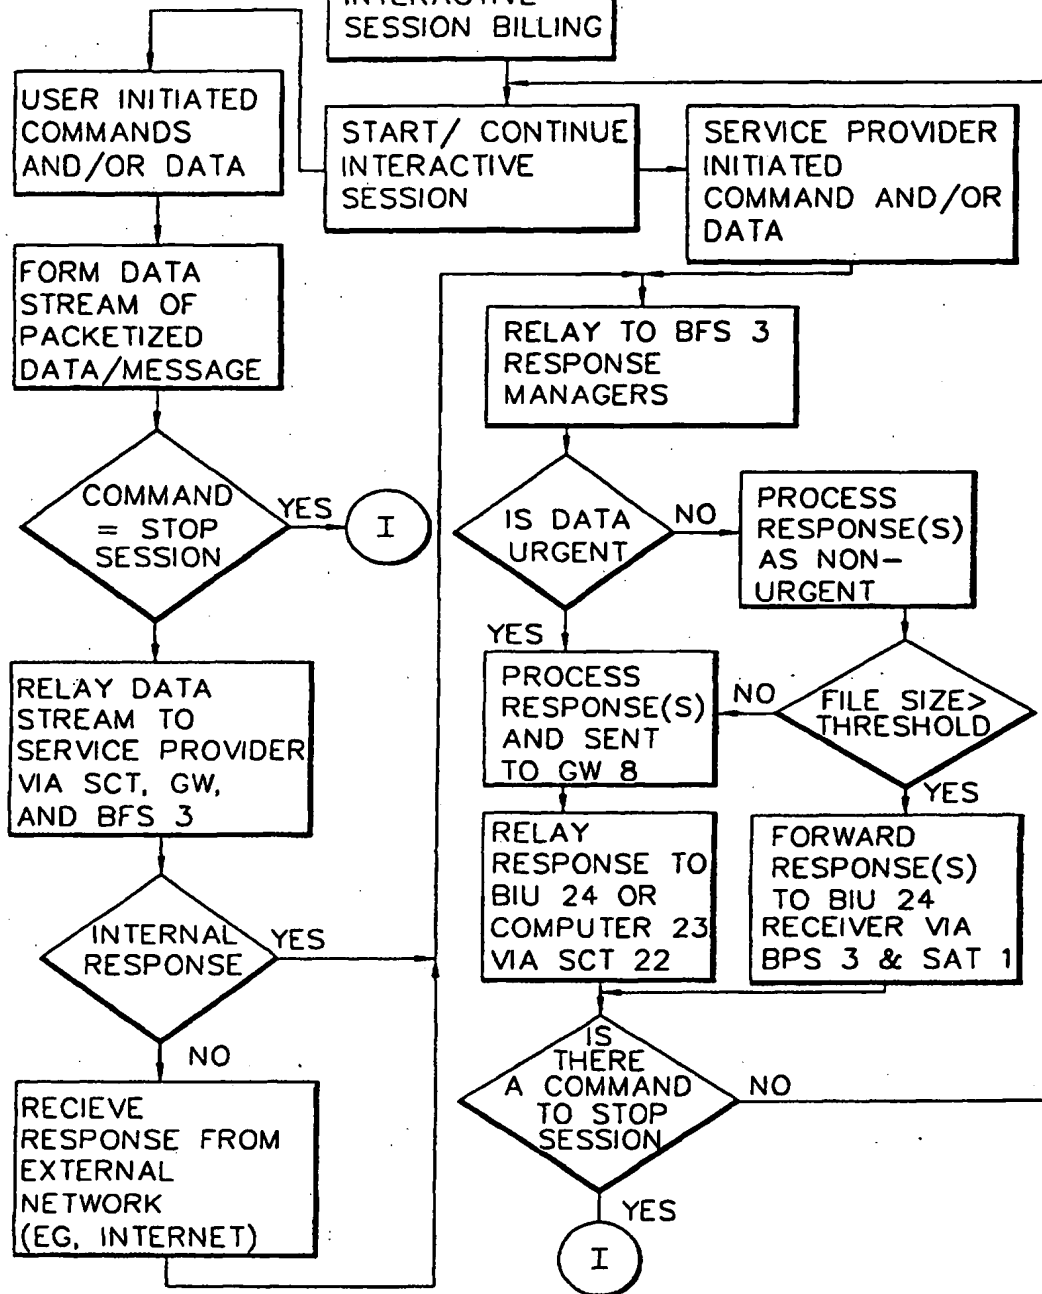 INTERACTIVE
SESSION BILLING
USER INITIATED
COMMANDS
AND/OR DATA
START/ CONTINUE
INTERACTIVE
SESSION
SERVICE PROVIDER
INITIATED
COMMAND AND/OR
DATA
FORM DATA
STREAM OF
PACKETIZED
DATA/MESSAGE
RELAY TO BFS 3
RESPONSE
MANAGERS
COMMAND
= STOP
SESSION
YES
I
IS DATA
URGENT
NO
YES
PROCESS
RESPONSE(S)
AS NON-
URGENT
RELAY DATA
STREAM TO
SERVICE PROVIDER
VIA SCT, GW,
AND BFS 3
PROCESS
RESPONSE(S)
AND SENT
TO GW 8
NO
FILE SIZE>
THRESHOLD
YES
RELAY
RESPONSE TO
BIU 24 OR
COMPUTER 23
VIA SCT 22
FORWARD
RESPONSE(S)
TO BIU 24
RECEIVER VIA
BPS 3 & SAT 1
INTERNAL
RESPONSE
YES
NO
RECIEVE
RESPONSE FROM
EXTERNAL
NETWORK
(EG, INTERNET)
IS
THERE
A COMMAND
TO STOP
SESSION
NO
YES
I